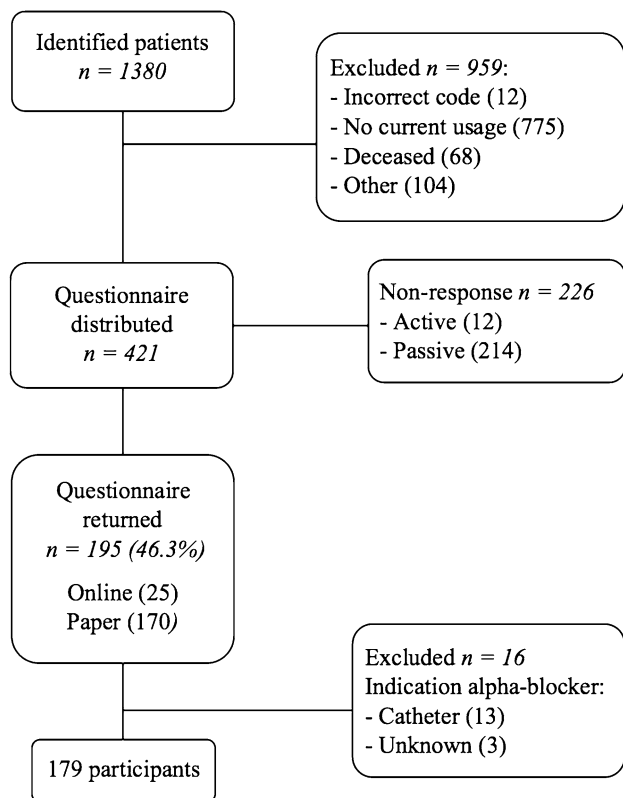 Identified patients
n = 1380
Excluded n = 959:
- Incorrect code (12)
- No current usage (775)
- Deceased (68)
- Other (104)
Questionnaire
distributed
n = 421
Non-response n = 226
- Active (12)
- Passive (214)
Questionnaire
returned
n = 195 (46.3%)
Online (25)
Paper (170)
Excluded n = 16
Indication alpha-blocker:
- Catheter (13)
- Unknown (3)
179 participants